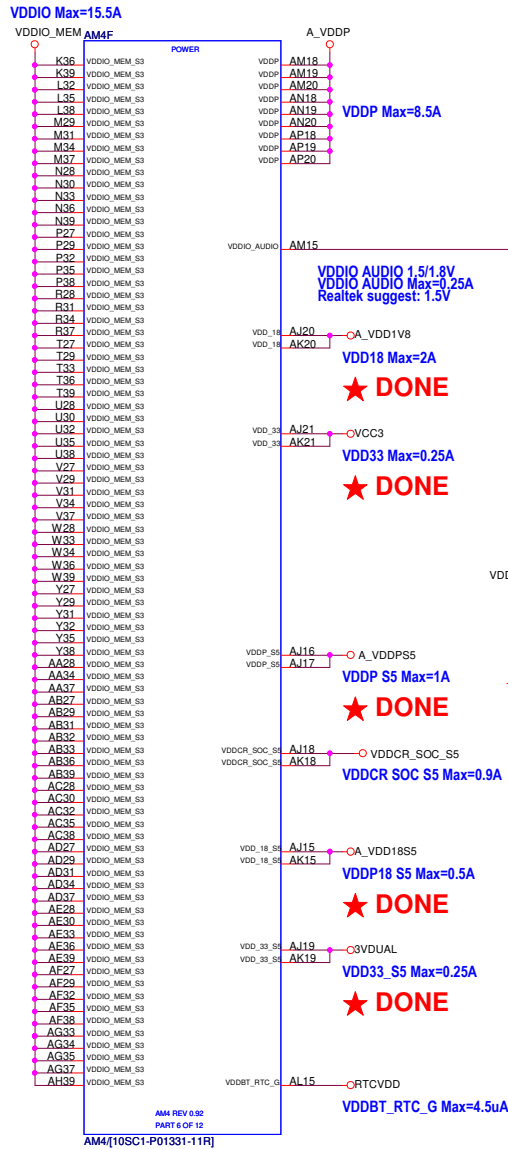 VDDIO Max=15.5A
VDDIO_MEM AM4F A_VDDP
POWER
K36 VDDIO_MEM_S3 VDDP AM18
K39 VDDIO_MEM_S3 VDDP AM19
L32 VDDIO_MEM_S3 VDDP AM20
L35 VDDIO_MEM_S3 VDDP AN18
L38 VDDIO_MEM_S3 VDDP AN19
M29 VDDIO_MEM_S3 VDDP AN20
M31 VDDIO_MEM_S3 VDDP AP18
M34 VDDIO_MEM_S3 VDDP AP19
M37 VDDIO_MEM_S3 VDDP AP20
VDDP Max=8.5A
N28 VDDIO_MEM_S3
N30 VDDIO_MEM_S3
N33 VDDIO_MEM_S3
N36 VDDIO_MEM_S3
N39 VDDIO_MEM_S3
P27 VDDIO_MEM_S3
P29 VDDIO_MEM_S3 VDDIO_AUDIO AM15
P32 VDDIO_MEM_S3
P35 VDDIO_MEM_S3
VDDIO AUDIO 1.5/1.8V
P38 VDDIO_MEM_S3
VDDIO AUDIO Max=0.25A
R28 VDDIO_MEM_S3
Realtek suggest: 1.5V
R31 VDDIO_MEM_S3
R34 VDDIO_MEM_S3
R37 VDDIO_MEM_S3 VDD_18 AJ20 A_VDD1V8
T27 VDDIO_MEM_S3 VDD_18 AK20
T29 VDDIO_MEM_S3
VDD18 Max=2A
T33 VDDIO_MEM_S3
T36 VDDIO_MEM_S3
DONE
T39 VDDIO_MEM_S3
U28 VDDIO_MEM_S3
U30 VDDIO_MEM_S3
U32 VDDIO_MEM_S3 VDD_33 AJ21 VCC3
U35 VDDIO_MEM_S3 VDD_33 AK21
U38 VDDIO_MEM_S3
VDD33 Max=0.25A
V27 VDDIO_MEM_S3
V29 VDDIO_MEM_S3
V31 VDDIO_MEM_S3
DONE
V34 VDDIO_MEM_S3
V37 VDDIO_MEM_S3
W28 VDDIO_MEM_S3
W33 VDDIO_MEM_S3
W34 VDDIO_MEM_S3
W36 VDDIO_MEM_S3
W39 VDDIO_MEM_S3
Y27 VDDIO_MEM_S3
Y29 VDDIO_MEM_S3
Y31 VDDIO_MEM_S3
Y32 VDDIO_MEM_S3
Y35 VDDIO_MEM_S3
Y38 VDDIO_MEM_S3 VDDP_S5 AJ16 A_VDDPS5
AA28 VDDIO_MEM_S3 VDDP_S5 AJ17
AA34 VDDIO_MEM_S3
VDDP S5 Max=1A
AA37 VDDIO_MEM_S3
AB27 VDDIO_MEM_S3
AB29 VDDIO_MEM_S3
DONE
AB31 VDDIO_MEM_S3
AB32 VDDIO_MEM_S3
AB33 VDDIO_MEM_S3 VDDCR_SOC_S5 AJ18 VDDCR_SOC_S5
AB36 VDDIO_MEM_S3 VDDCR_SOC_S5 AK18
AB39 VDDIO_MEM_S3
VDDCR SOC S5 Max=0.9A
AC28 VDDIO_MEM_S3
AC30 VDDIO_MEM_S3
AC32 VDDIO_MEM_S3
AC35 VDDIO_MEM_S3
AC38 VDDIO_MEM_S3
AD27 VDDIO_MEM_S3 VDD_18_S5 AJ15 A_VDD18S5
AD29 VDDIO_MEM_S3 VDD_18_S5 AK15
AD31 VDDIO_MEM_S3
VDDP18 S5 Max=0.5A
AD34 VDDIO_MEM_S3
AD37 VDDIO_MEM_S3
AE28 VDDIO_MEM_S3
DONE
AE30 VDDIO_MEM_S3
AE33 VDDIO_MEM_S3
AE36 VDDIO_MEM_S3 VDD_33_S5 AJ19 3VDUAL
AE39 VDDIO_MEM_S3 VDD_33_S5 AK19
AF27 VDDIO_MEM_S3
VDD33_S5 Max=0.25A
AF29 VDDIO_MEM_S3
AF32 VDDIO_MEM_S3
DONE
AF35 VDDIO_MEM_S3
AF38 VDDIO_MEM_S3
AG33 VDDIO_MEM_S3
AG34 VDDIO_MEM_S3
AG35 VDDIO_MEM_S3
AG37 VDDIO_MEM_S3
AH39 VDDIO_MEM_S3 VDDBT_RTC_G AL15 RTCVDD
VDDBT_RTC_G Max=4.5uA
AM4 REV 0.92
PART 6 OF 12
AM4/[10SC1-P01331-11R]